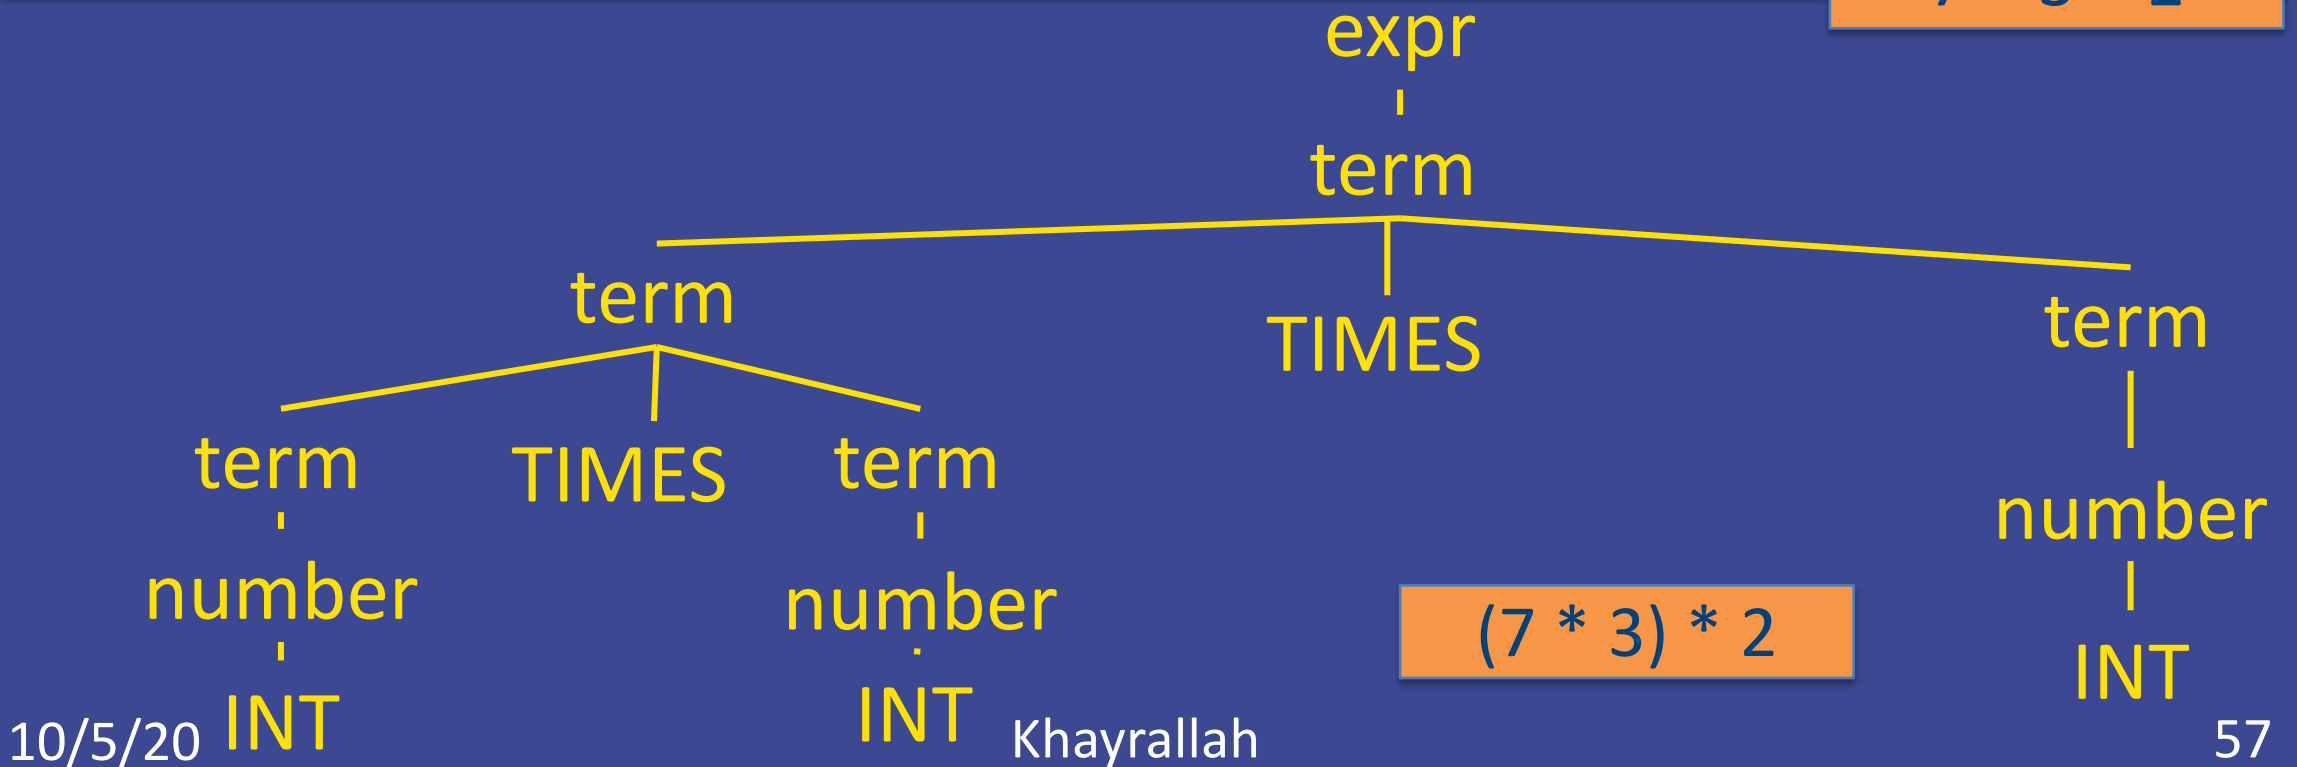 expr
term
term
TIMES
term
term
TIMES
term
number
number
number
(7 * 3) * 2
INT
INT
INT
10/5/20
Khayrallah
57